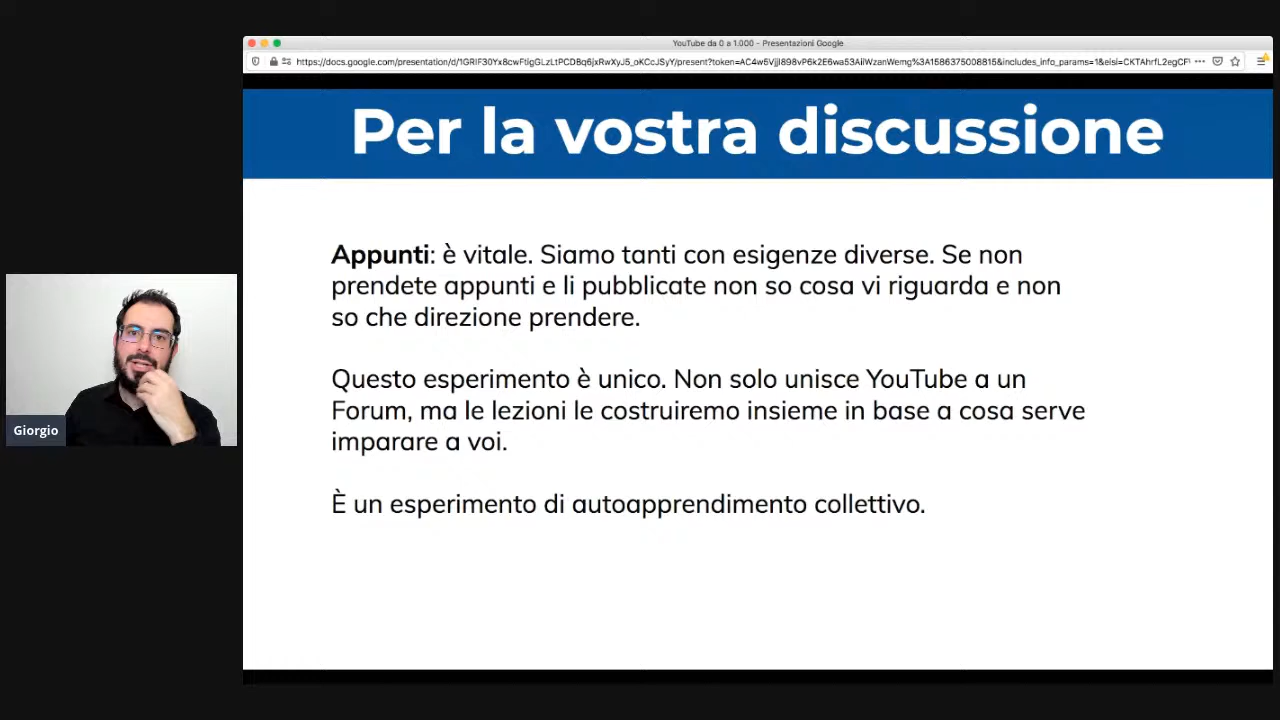 YouTube da 0 a 1.000 - Presentazioni Google
Per la vostra discussione
Appunti: è vitale. Siamo tanti con esigenze diverse. Se non
prendete appunti e li pubblicate non so cosa vi riguarda e non
so che direzione prendere.
Questo esperimento è unico. Non solo unisce YouTube a un
Forum, ma le lezioni le costruiremo insieme in base a cosa serve
imparare a voi.
È un esperimento di autoapprendimento collettivo.
Giorgio